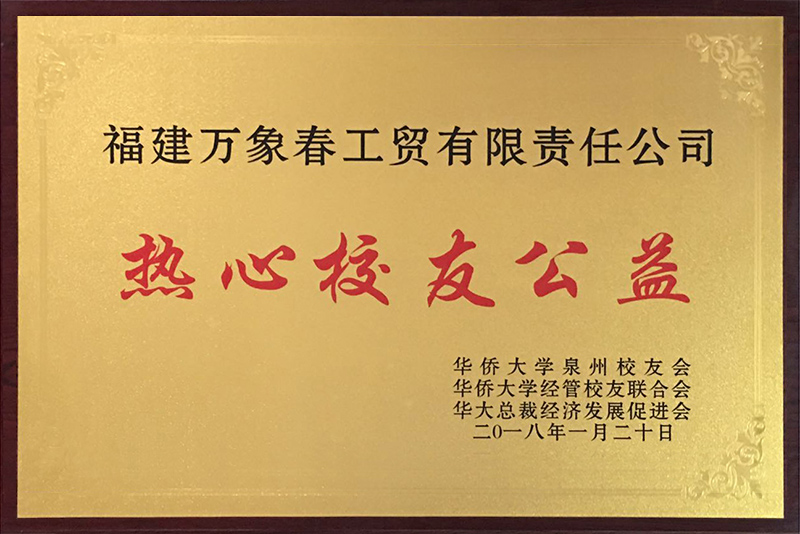 福建万象春工贸有限责任公司
热心校友公益
华侨大学泉州校友会
华侨大学经管校友联合会
华大总裁经济发展促进会
二0一八年一月二十日